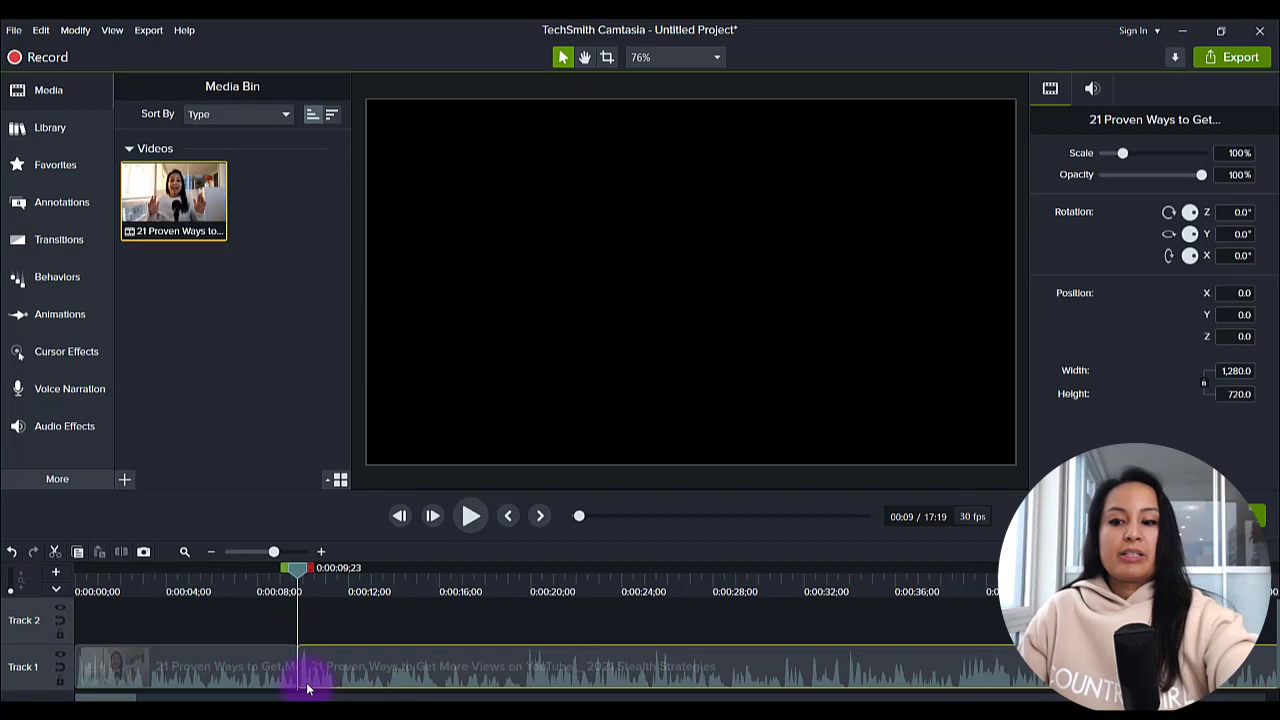 File Edit Modify View Export Help
TechSmith Camtasia - Untitled Project*
Sign In
Record
76%
Export
Media
Library
Favorites
Annotations
Transitions
Behaviors
Animations
Cursor Effects
Voice Narration
Audio Effects
More
Media Bin
Sort By Type
Videos
21 Proven Ways to...
21 Proven Ways to Get...
Scale 100%
Opacity 100%
Rotation: Z 0.0°
Y 0.0°
X 0.0°
Position: X 0.0
Y 0.0
Z 0.0
Width: 1,280.0
Height: 720.0
00:09 / 17:19 30 fps
0:00:09;23
0:00:00;00 0:00:04;00 0:00:08;00 0:00:12;00 0:00:16;00 0:00:20;00 0:00:24;00 0:00:28;00 0:00:32;00 0:00:36;00
Track 2
Track 1
21 Proven Ways to Get M
21 Proven Ways to Get More Views on YouTube - 2021 Stealth Strategies